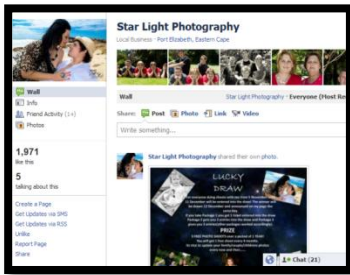 Star Light Photography
Local Business · Port Elizabeth, Eastern Cape
Wall
Info
Friend Activity (1+)
Photos
1,971
like this
5
talking about this
Create a Page
Get Updates via SMS
Get Updates via RSS
Unlike
Report Page
Share
Wall
Star Light Photography · Everyone (Most Re
Share: Post Photo Link Video
Write something...
Star Light Photography shared their own photo.
LUCKY
DRAW
PRIZE
Chat (21)